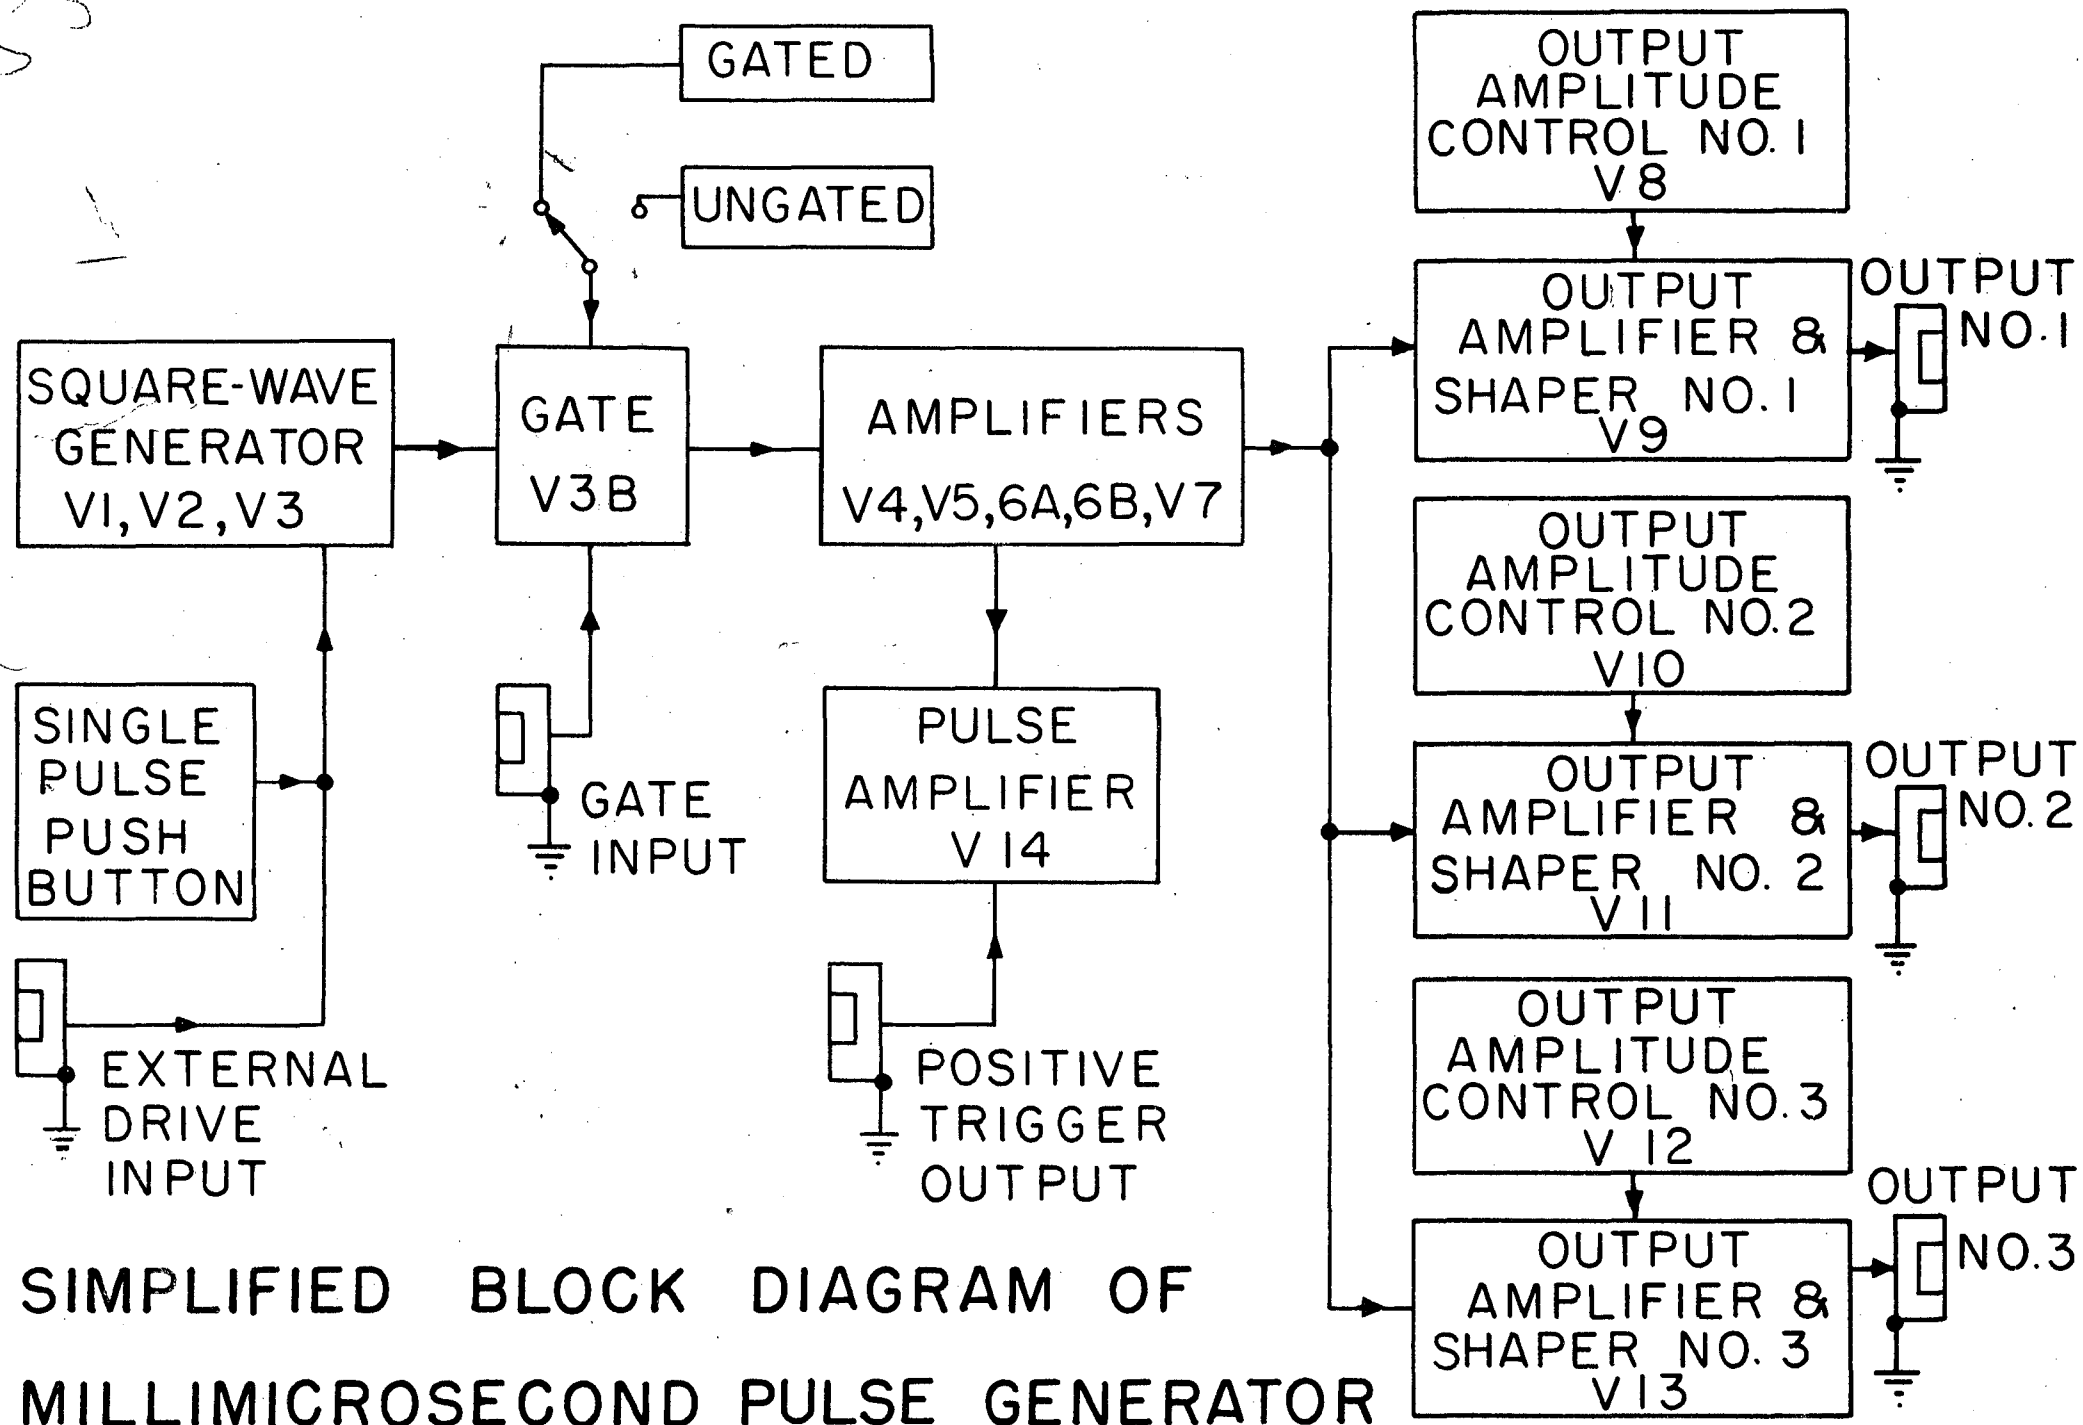 GATED
UNGATED
SQUARE-WAVE
GENERATOR
V1, V2, V3
GATE
V3B
AMPLIFIERS
V4, V5, 6A, 6B, V7
SINGLE
PULSE
PUSH
BUTTON
GATE
INPUT
PULSE
AMPLIFIER
V 14
EXTERNAL
DRIVE
INPUT
POSITIVE
TRIGGER
OUTPUT
OUTPUT
AMPLITUDE
CONTROL NO. 1
V8
OUTPUT
AMPLIFIER &
SHAPER NO. 1
V9
OUTPUT
NO. 1
OUTPUT
AMPLITUDE
CONTROL NO. 2
V10
OUTPUT
AMPLIFIER &
SHAPER NO. 2
V11
OUTPUT
NO. 2
OUTPUT
AMPLITUDE
CONTROL NO. 3
V 12
OUTPUT
AMPLIFIER &
SHAPER NO. 3
V13
OUTPUT
NO. 3
SIMPLIFIED BLOCK DIAGRAM OF
MILLIMICROSECOND PULSE GENERATOR